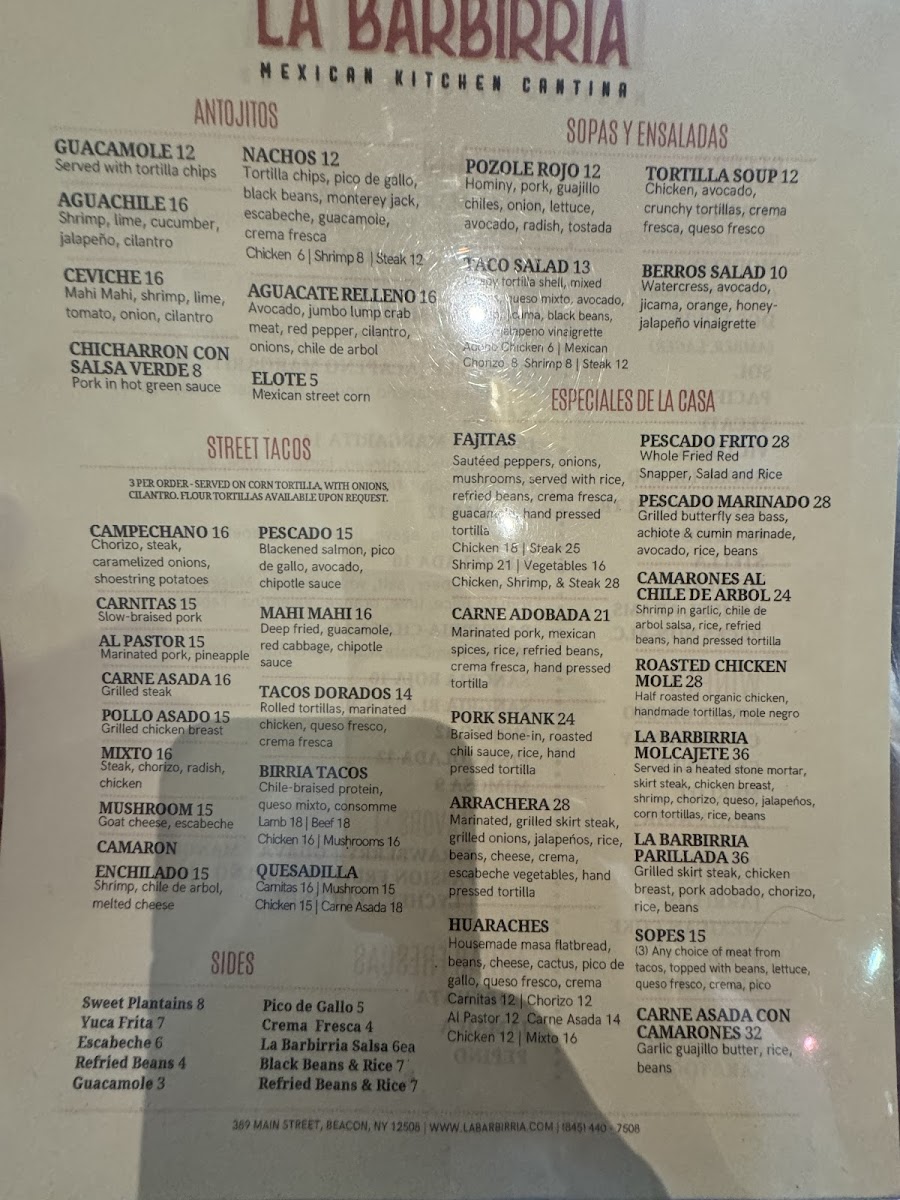 LA BARBIRRIA
MEXICAN KITCHEN CANTINA
ANTOJITOS
GUACAMOLE 12
Served with tortilla chips
AGUACHILE 16
Shrimp, lime, cucumber,
jalapeño, cilantro
CEVICHE 16
Mahi Mahi, shrimp, lime,
tomato, onion, cilantro
CHICHARRON CON
SALSA VERDE 8
Pork in hot green sauce
NACHOS 12
Tortilla chips, pico de gallo,
black beans, monterey jack,
escabeche, guacamole,
crema fresca
Chicken 6 | Shrimp 8 | Steak 12
AGUACATE RELLENO 16
Avocado, jumbo lump crab
meat, red pepper, cilantro,
onions, chile de arbol
ELOTE 5
Mexican street corn
SOPAS Y ENSALADAS
POZOLE ROJO 12
Hominy, pork, guajillo
chiles, onion, lettuce,
avocado, radish, tostada
TACO SALAD 13
tortilla shell, mixed
queso mixto, avocado,
black beans,
jalapeno vinaigrette
Chicken 6 | Mexican
Chorizo 8 Shrimp 8 | Steak 12
TORTILLA SOUP 12
Chicken, avocado,
crunchy tortillas, crema
fresca, queso fresco
BERROS SALAD 10
Watercress, avocado,
jicama, orange, honey-
jalapeño vinaigrette
STREET TACOS
3 PER ORDER - SERVED ON CORN TORTILLA, WITH ONIONS,
CILANTRO. FLOUR TORTILLAS AVAILABLE UPON REQUEST.
CAMPECHANO 16
Chorizo, steak,
caramelized onions,
shoestring potatoes
CARNITAS 15
Slow-braised pork
AL PASTOR 15
Marinated pork, pineapple
CARNE ASADA 16
Grilled steak
POLLO ASADO 15
Grilled chicken breast
MIXTO 16
Steak, chorizo, radish,
chicken
MUSHROOM 15
Goat cheese, escabeche
CAMARON
ENCHILADO 15
Shrimp, chile de arbol,
melted cheese
PESCADO 15
Blackened salmon, pico
de gallo, avocado,
chipotle sauce
MAHI MAHI 16
Deep fried, guacamole,
red cabbage, chipotle
sauce
TACOS DORADOS 14
Rolled tortillas, marinated
chicken, queso fresco,
crema fresca
BIRRIA TACOS
Chile-braised protein,
queso mixto, consomme
Lamb 18 | Beef 18
Chicken 16 | Mushrooms 16
QUESADILLA
Carnitas 16 | Mushroom 15
Chicken 15 | Carne Asada 18
ESPECIALES DE LA CASA
FAJITAS
Sautéed peppers, onions,
mushrooms, served with rice,
refried beans, crema fresca,
hand pressed
tortilla
Chicken 18 | Steak 25
Shrimp 21 | Vegetables 16
Chicken, Shrimp, & Steak 28
CARNE ADOBADA 21
Marinated pork, mexican
spices, rice, refried beans,
crema fresca, hand pressed
tortilla
PORK SHANK 24
Braised bone-in, roasted
chili sauce, rice, hand
pressed tortilla
ARRACHERA 28
Marinated, grilled skirt steak,
grilled onions, jalapeños, rice,
beans, cheese, crema,
escabeche vegetables, hand
pressed tortilla
HUARACHES
Housemade masa flatbread,
beans, cheese, cactus, pico de
gallo, queso fresco, crema
Carnitas 12 | Chorizo 12
Al Pastor 12 Carne Asada 14
Chicken 12 | Mixto 16
PESCADO FRITO 28
Whole Fried Red
Snapper, Salad and Rice
PESCADO MARINADO 28
Grilled butterfly sea bass,
achiote & cumin marinade,
avocado, rice, beans
CAMARONES AL
CHILE DE ARBOL 24
Shrimp in garlic, chile de
arbol salsa, rice, refried
beans, hand pressed tortilla
ROASTED CHICKEN
MOLE 28
Half roasted organic chicken,
handmade tortillas, mole negro
LA BARBIRRIA
MOLCAJETE 36
Served in a heated stone mortar,
skirt steak, chicken breast,
shrimp, chorizo, queso, jalapeños,
corn tortillas, rice, beans
LA BARBIRRIA
PARILLADA 36
Grilled skirt steak, chicken
breast, pork adobado, chorizo,
rice, beans
SOPES 15
(3) Any choice of meat from
tacos, topped with beans, lettuce,
queso fresco, crema, pico
CARNE ASADA CON
CAMARONES 32
Garlic guajillo butter, rice,
beans
SIDES
Sweet Plantains 8
Yuca Frita 7
Escabeche 6
Refried Beans 4
Guacamole 3
Pico de Gallo 5
Crema Fresca 4
La Barbirria Salsa 6ea
Black Beans & Rice 7
Refried Beans & Rice 7
389 MAIN STREET, BEACON, NY 12508 | WWW.LABARBIRRIA.COM | (845) 440 - 7508